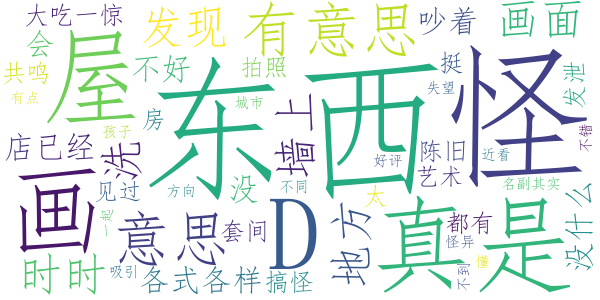 大吃一惊
发现
有意思
吵着
画面
会
屋
共鸣
不好
拍照
挺
失望
发泄
有点
东西
怪
城市
孩子
房
墙上
店已经
洗
好评
陈旧
近看
不错
画
见过
方向
没
不同
太
艺术
名副其实
没什么
一起
意思
套间
D
地方
真是
都有
怪异
懂
不到
时时
吸引
各式各样
搞怪